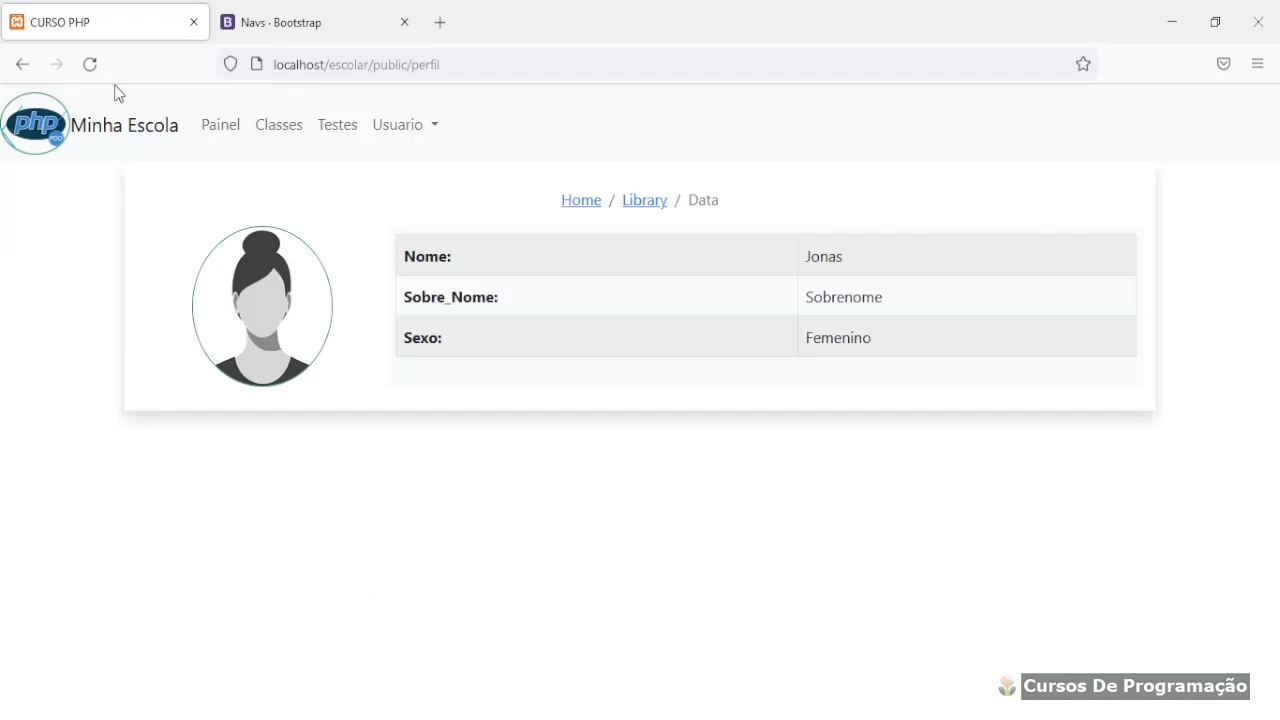 CURSO PHP
Navs · Bootstrap
localhost/escolar/public/perfil
php
Minha Escola Painel Classes Testes Usuario
Home / Library / Data
Nome: Jonas
Sobre_Nome: Sobrenome
Sexo: Femenino
Cursos De Programação